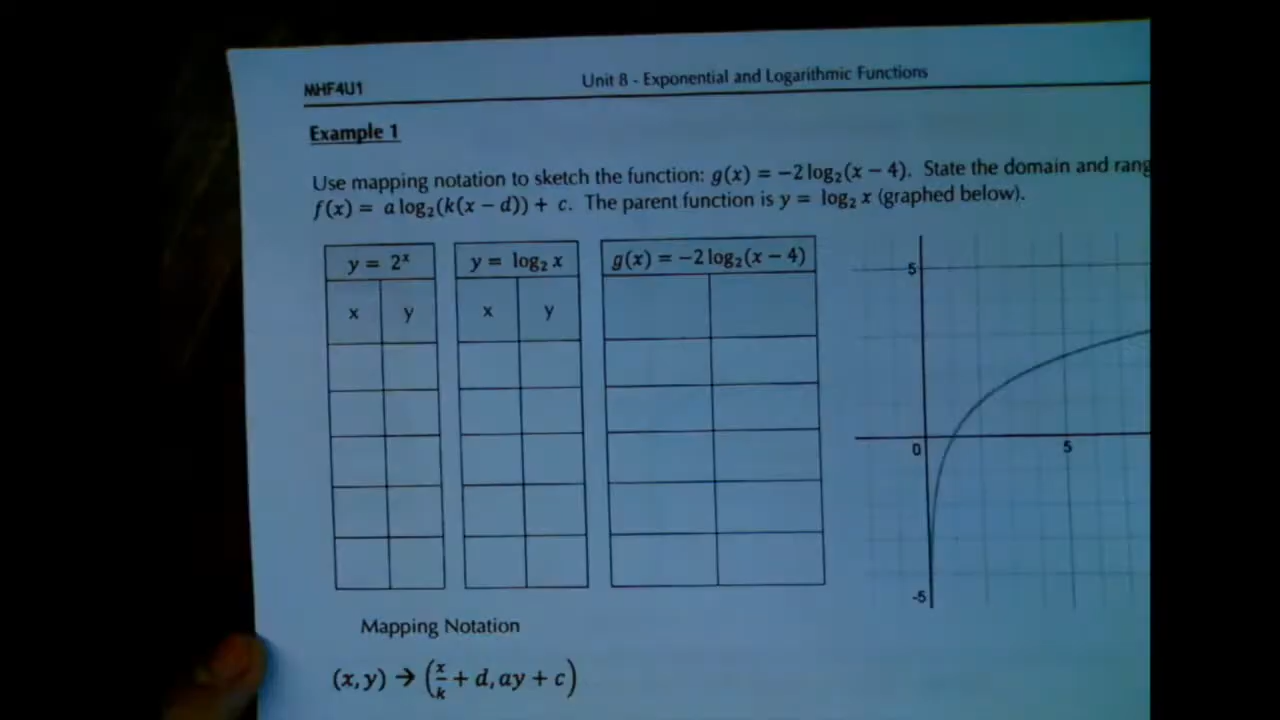 MHF4U1
Unit 8 - Exponential and Logarithmic Functions
Example 1
Use mapping notation to sketch the function: g(x) = −2 log₂(x − 4). State the domain and
f(x) = a log₂(k(x − d)) + c. The parent function is y = log₂ x (graphed below).
y = 2ˣ
x y
y = log₂ x
x y
g(x) = −2 log₂(x − 4)
5
0 5
-5
Mapping Notation
(x, y) → (x/k + d, ay + c)